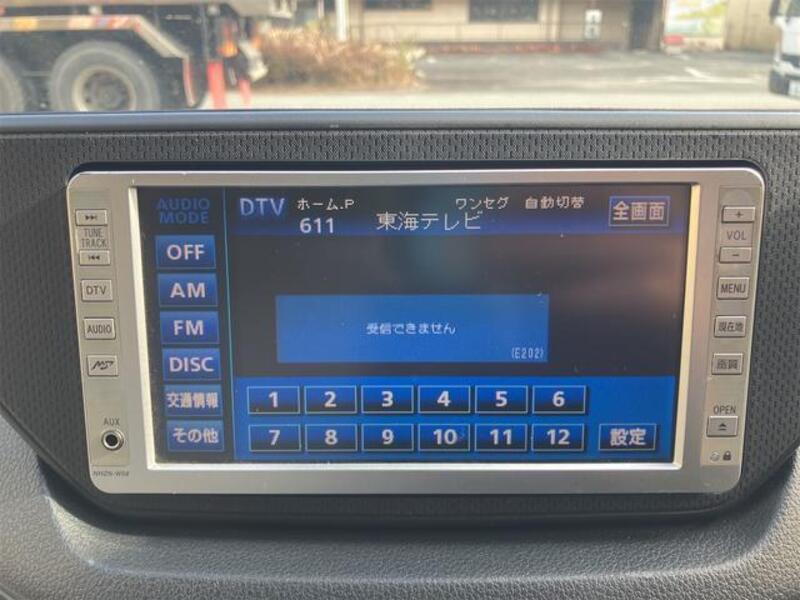 AUDIO MODE
DTV ホーム.P ワンセグ 自動切替
611 東海テレビ
全画面
OFF
AM
FM
DISC
交通情報
その他
受信できません
(E202)
1 2 3 4 5 6
7 8 9 10 11 12
設定
TUNE
TRACK
DTV
AUDIO
AUX
NHZN-W58
+
VOL
-
MENU
現在地
画質
OPEN